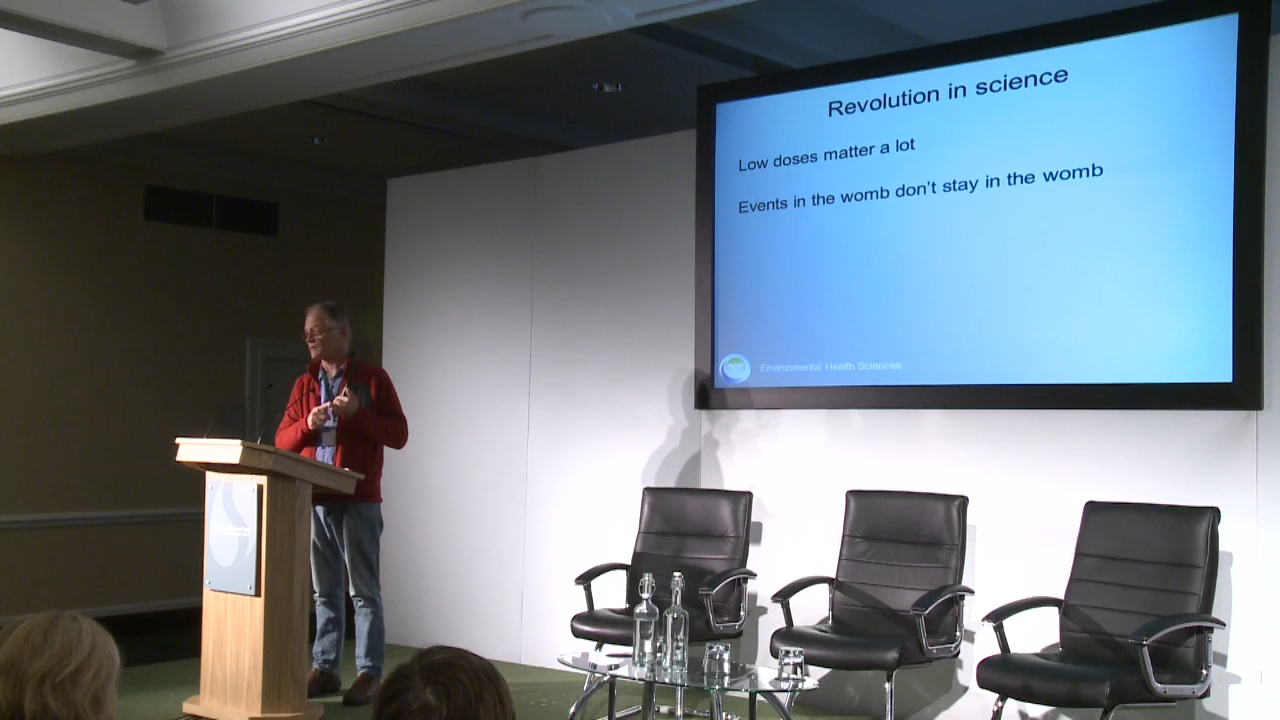 Revolution in science
Low doses matter a lot
Events in the womb don't stay in the womb
Environmental Health Sciences